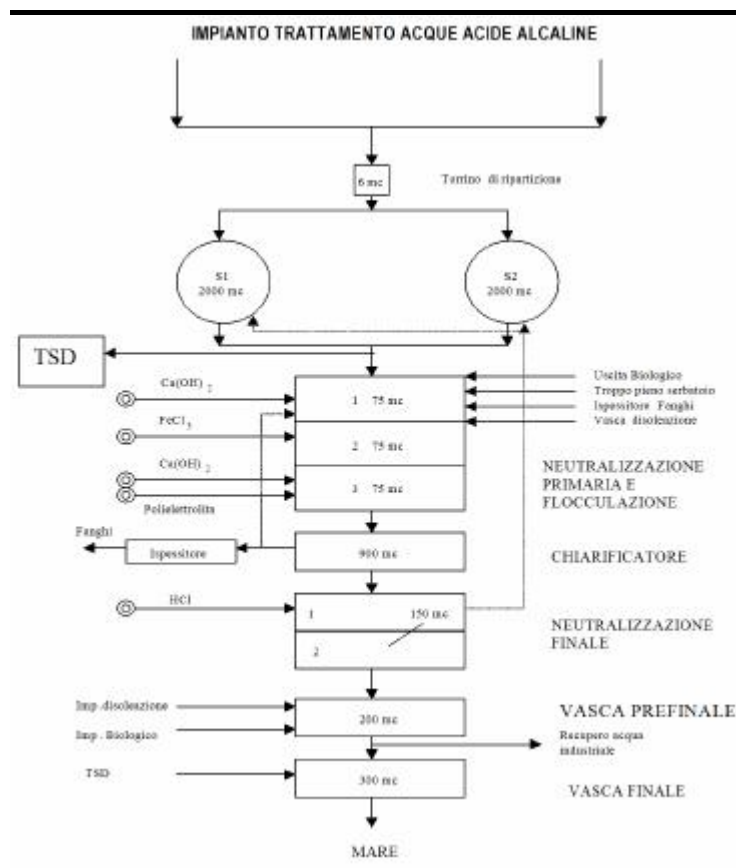 IMPIANTO TRATTAMENTO ACQUE ACIDE ALCALINE
6 mc
Torrino di ripartizione
S1
2000 mc
S2
2000 mc
TSD
Ca(OH) 2
FeCl 3
Ca(OH) 2
Polielettrolita
1 75 mc
2 75 mc
3 75 mc
Uscita Biologico
Troppo pieno serbatoio
Ispessitore Fanghi
Vasca disoleazione
NEUTRALIZZAZIONE
PRIMARIA E
FLOCCULAZIONE
Fanghi
Ispessitore
900 mc
CHIARIFICATORE
HCl
1 150 mc
2
NEUTRALIZZAZIONE
FINALE
Imp.disoleazione
Imp. Biologico
200 mc
VASCA PREFINALE
Recupero acqua
industriale
TSD
300 mc
VASCA FINALE
MARE